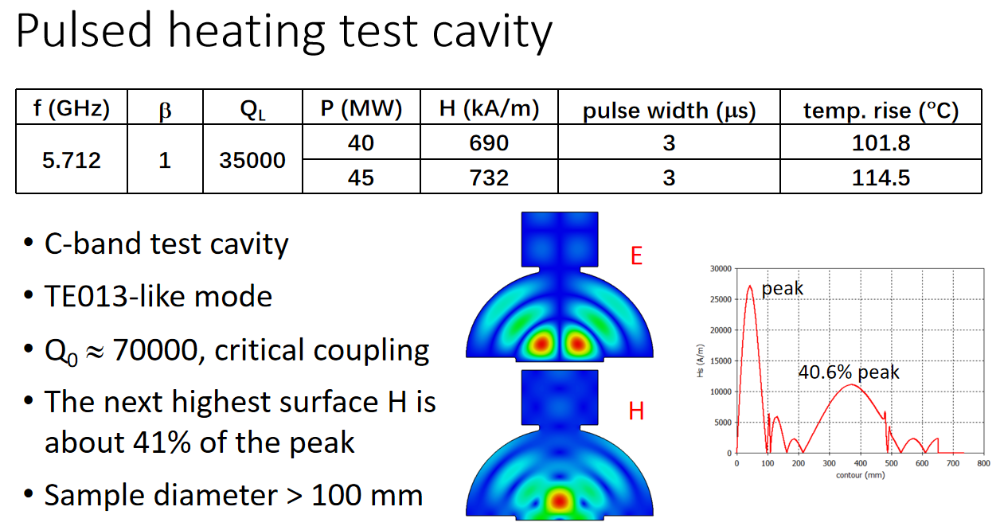 Pulsed heating test cavity
f (GHz) β Q_L P (MW) H (kA/m) pulse width (μs) temp. rise (°C)
5.712 1 35000 40 690 3 101.8
45 732 3 114.5
• C-band test cavity
• TE013-like mode
• Q₀ ≈ 70000, critical coupling
• The next highest surface H is
about 41% of the peak
• Sample diameter > 100 mm
E
H
30000
25000
20000
15000
10000
5000
0
Hs (A/m)
peak
40.6% peak
0 100 200 300 400 500 600 700 800
contour (mm)